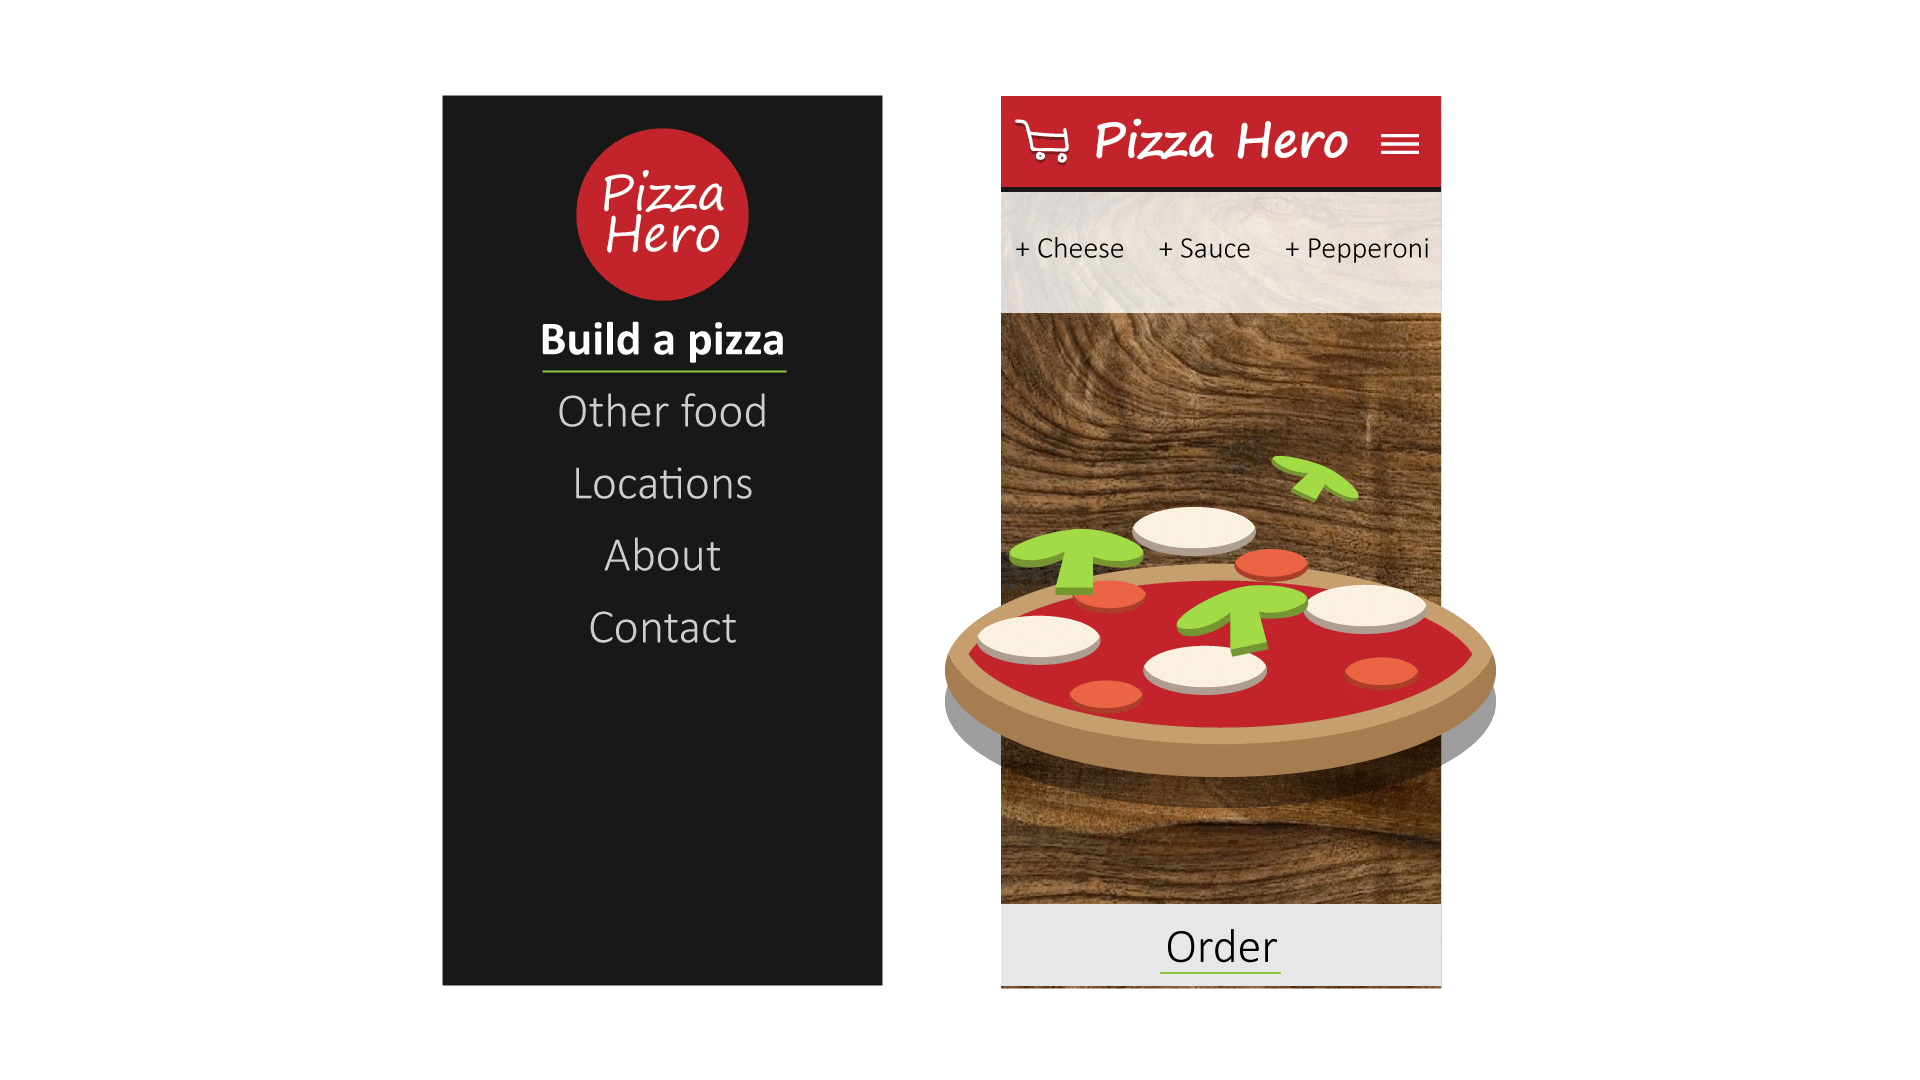 Pizza
Hero
Build a pizza
Other food
Locations
About
Contact
Pizza Hero
+ Cheese + Sauce + Pepperoni
Order